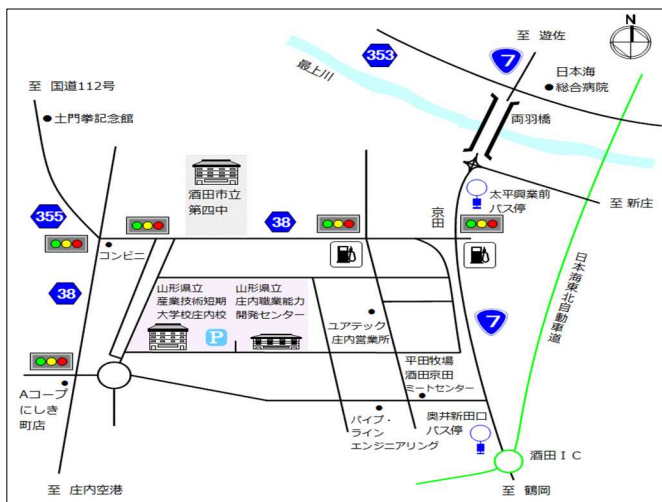 N
至 遊佐
353
7
最上川
日本海
総合病院
至 国道112号
両羽橋
土門拳記念館
酒田市立
第四中
太平興業前
バス停
京田
至 新庄
355
38
コンビニ
38
日本海東北自動車道
山形県立
産業技術短期
大学校庄内校
山形県立
庄内職業能力
開発センター
P
ユアテック
庄内営業所
7
平田牧場
酒田京田
ミートセンター
Aコープ
にしき
町店
パイプ・
ライン
エンジニアリング
奥井新田口
バス停
酒田IC
至 庄内空港
至 鶴岡